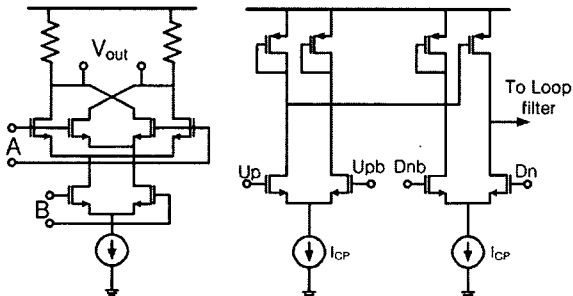 Vout
A
B
To Loop
filter
Up
Upb
Dnb
Dn
ICP
ICP